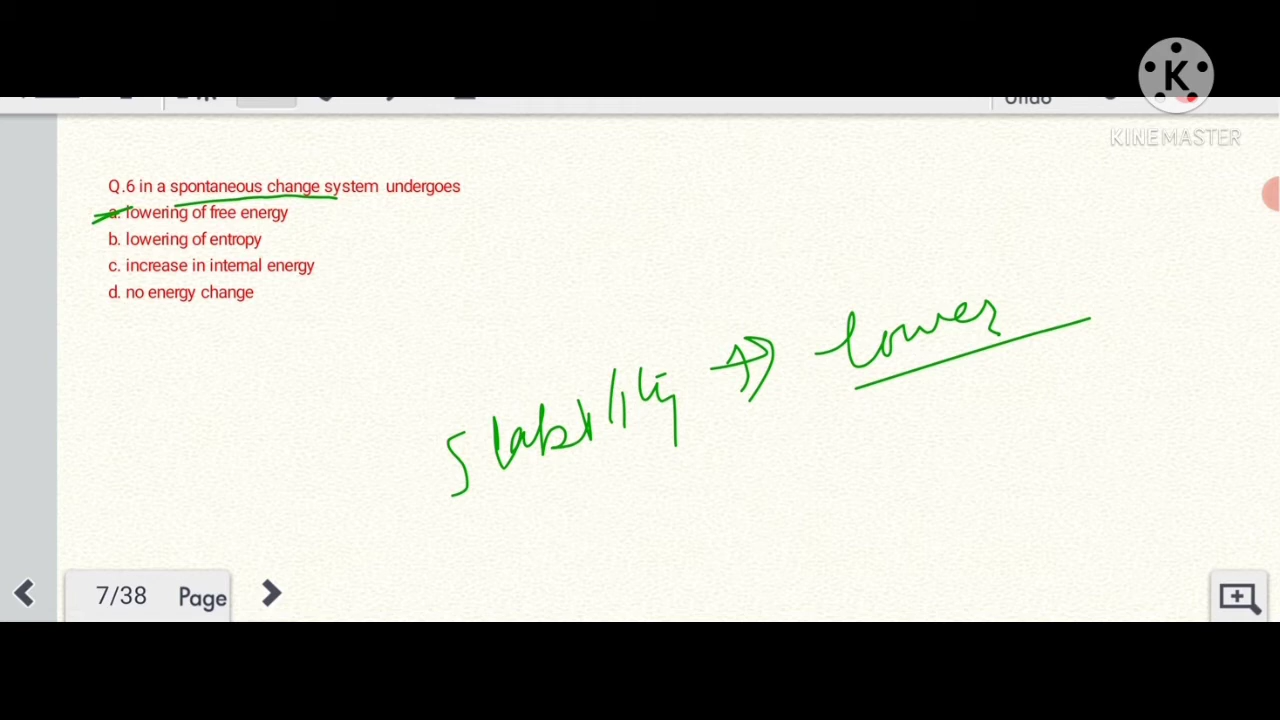 K
KINEMASTER
Undo
Q.6 in a spontaneous change system undergoes
a. lowering of free energy
b. lowering of entropy
c. increase in internal energy
d. no energy change
stability → lower
7/38 Page